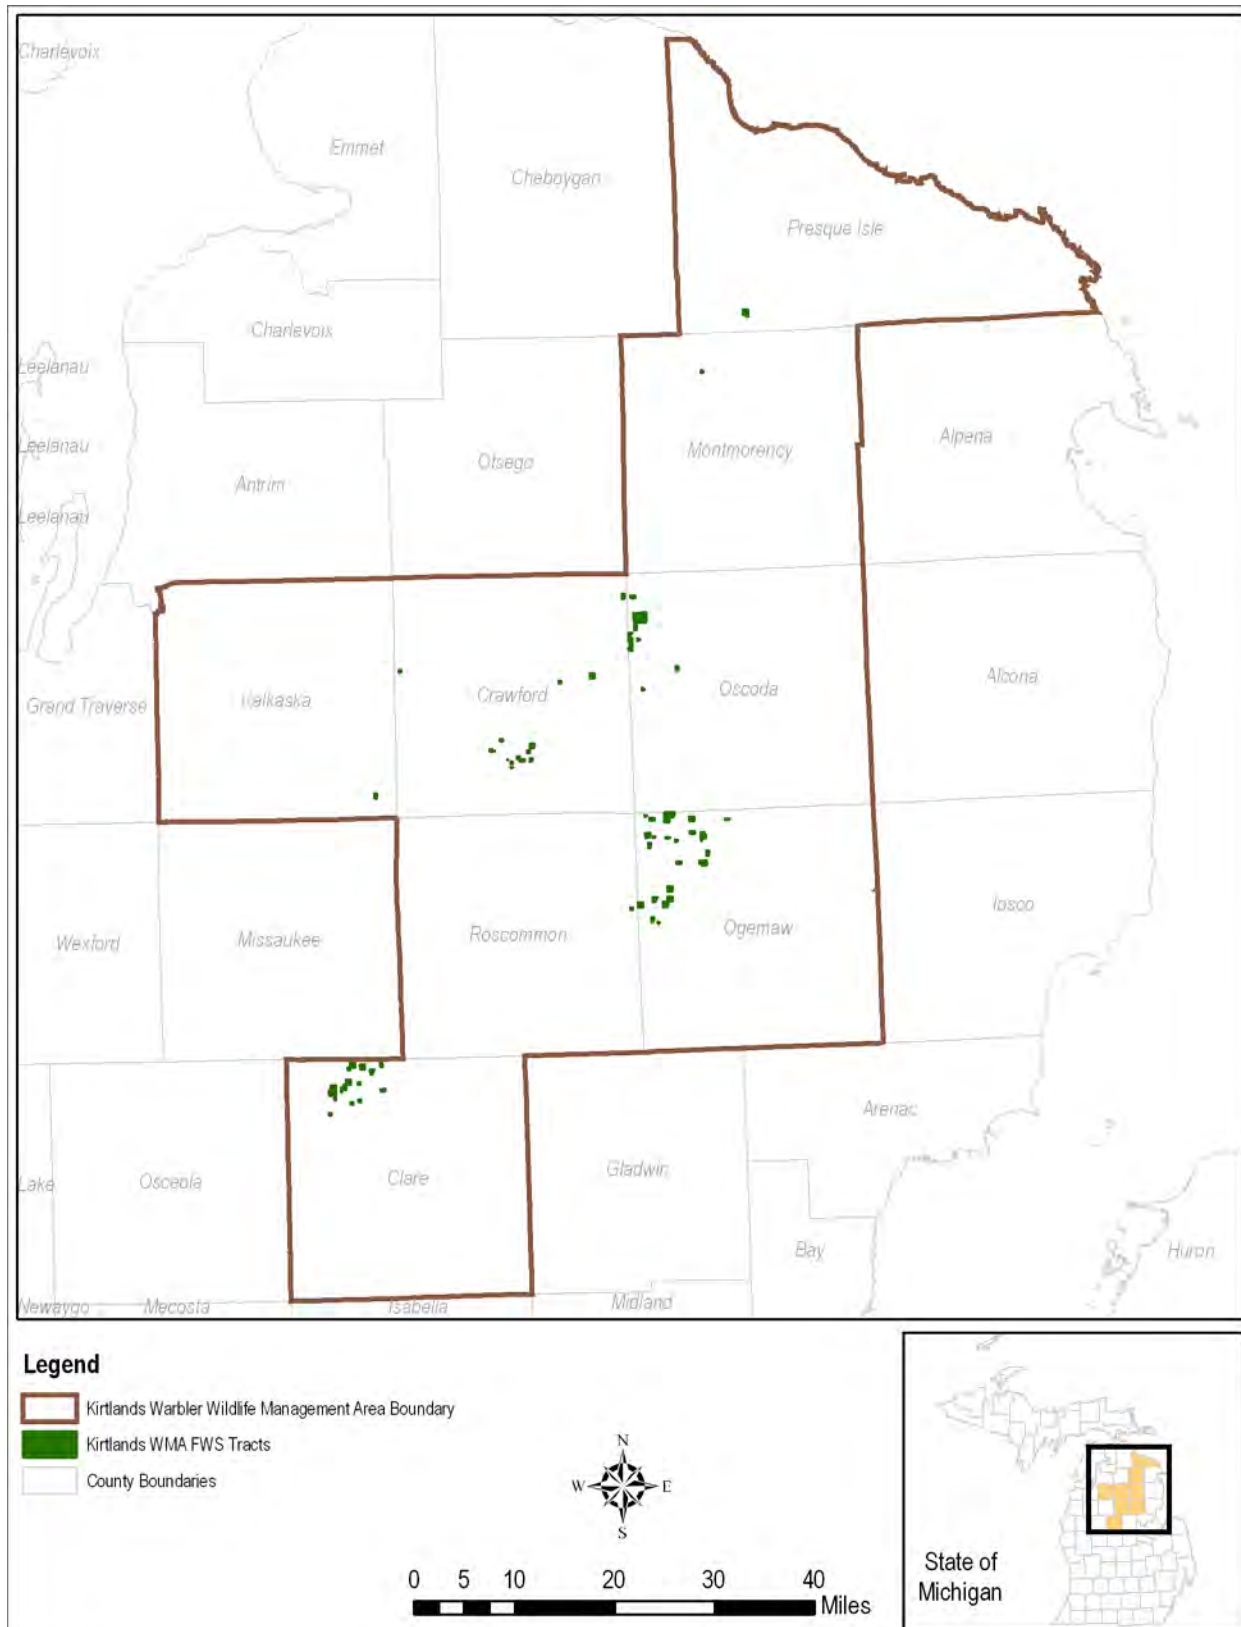 Charlevoix
Emmet
Cheboygan
Presque Isle
Charlevoix
Leelanau
Leelanau
Leelanau
Antrim
Otsego
Montmorency
Alpena
Grand Traverse
Kalkaska
Crawford
Oscoda
Alcona
Wexford
Missaukee
Roscommon
Ogemaw
Iosco
Lake
Osceola
Clare
Gladwin
Arenac
Bay
Huron
Newaygo
Mecosta
Isabella
Midland
Legend
Kirtlands Warbler Wildlife Management Area Boundary
Kirtlands WMA FWS Tracts
County Boundaries
N
W
E
S
0 5 10 20 30 40
Miles
State of
Michigan